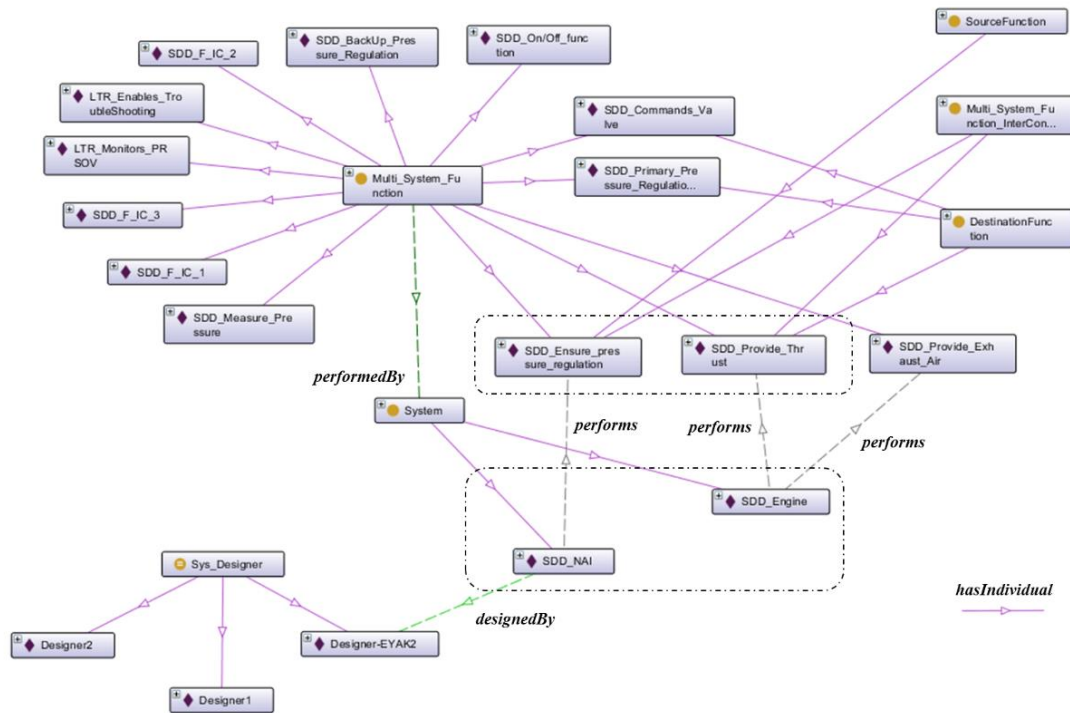 SourceFunction
SDD_F_IC_2
SDD_BackUp_Pres
sure_Regulation
SDD_On/Off_func
tion
LTR_Enables_Tro
ubleShooting
SDD_Commands_Va
lve
Multi_System_Fu
nction_InterCon...
LTR_Monitors_PR
SOV
Multi_System_Fu
nction
SDD_Primary_Pre
ssure_Regulatio...
SDD_F_IC_3
DestinationFunc
tion
SDD_F_IC_1
SDD_Measure_Pre
ssure
SDD_Ensure_pres
sure_regulation
SDD_Provide_Thr
ust
SDD_Provide_Exh
aust_Air
performedBy
System
performs
performs
performs
SDD_Engine
Sys_Designer
SDD_NAI
hasIndividual
designedBy
Designer2
Designer-EYAK2
Designer1